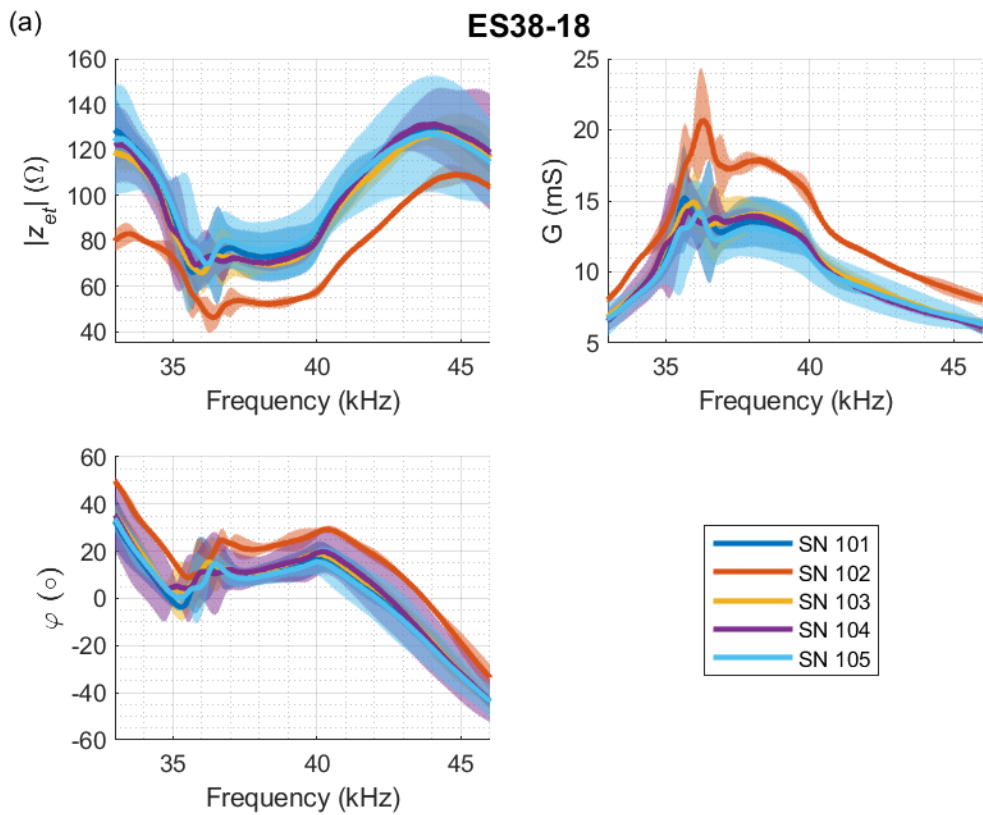 (a)
ES38-18
160
140
120
100
80
60
40
|z_et| (Ω)
35
40
45
Frequency (kHz)
25
20
15
10
5
G (mS)
35
40
45
Frequency (kHz)
60
40
20
0
-20
-40
-60
φ (○)
35
40
45
Frequency (kHz)
SN 101
SN 102
SN 103
SN 104
SN 105